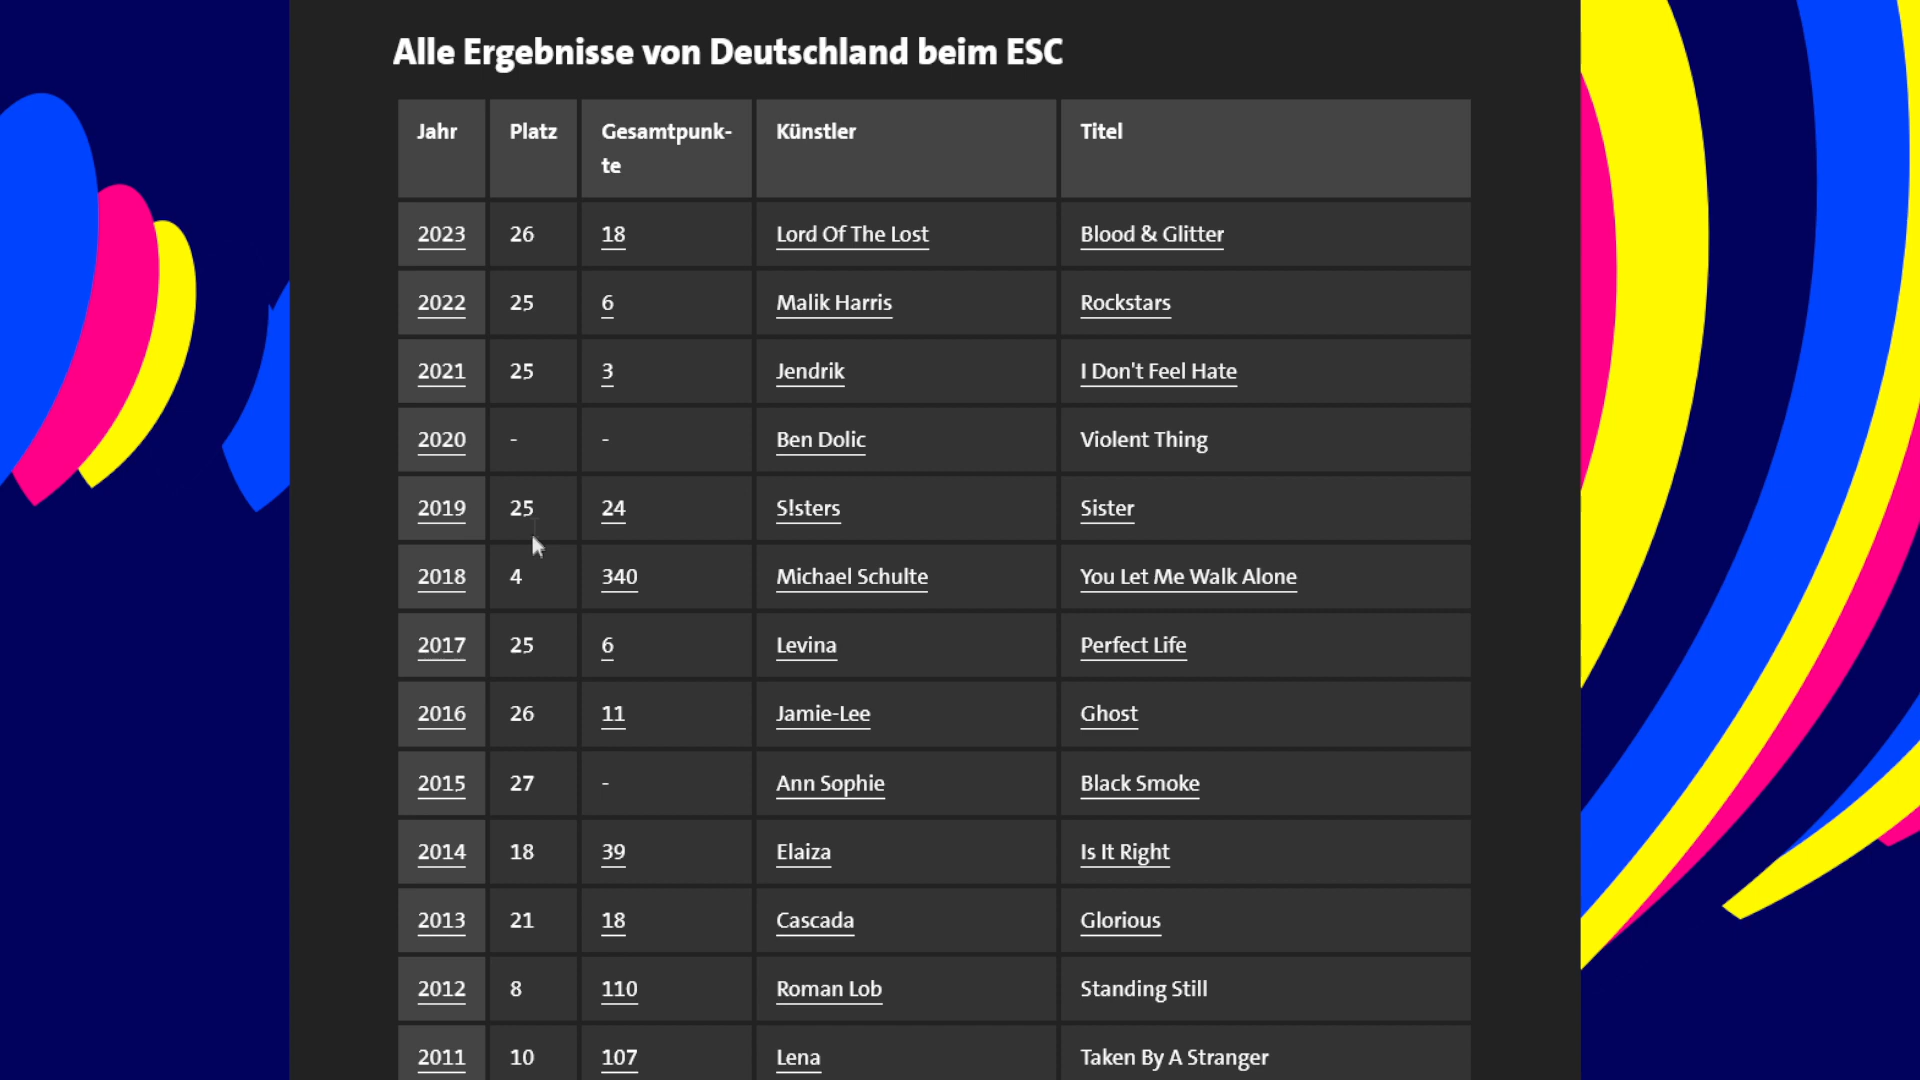 Alle Ergebnisse von Deutschland beim ESC
Jahr Platz Gesamtpunk- Künstler Titel
te
2023 26 18 Lord Of The Lost Blood & Glitter
2022 25 6 Malik Harris Rockstars
2021 25 3 Jendrik I Don't Feel Hate
2020 - - Ben Dolic Violent Thing
2019 25 24 S!sters Sister
2018 4 340 Michael Schulte You Let Me Walk Alone
2017 25 6 Levina Perfect Life
2016 26 11 Jamie-Lee Ghost
2015 27 - Ann Sophie Black Smoke
2014 18 39 Elaiza Is It Right
2013 21 18 Cascada Glorious
2012 8 110 Roman Lob Standing Still
2011 10 107 Lena Taken By A Stranger